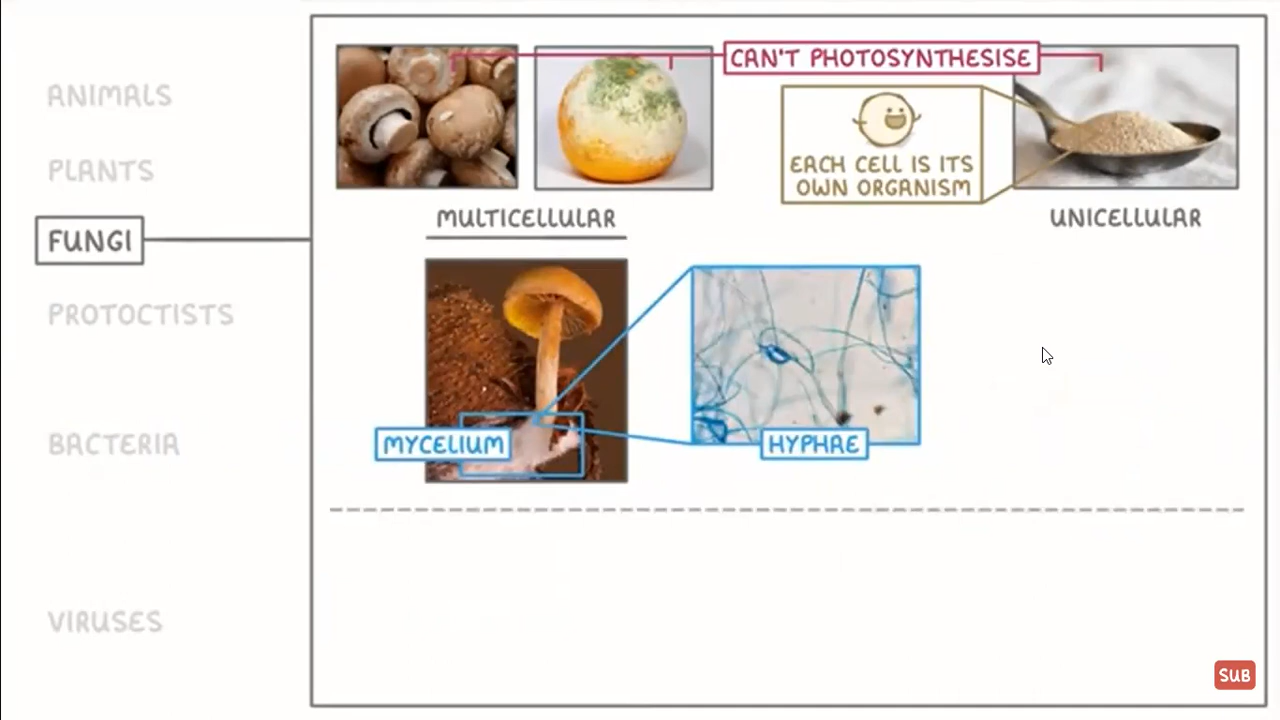 ANIMALS
PLANTS
FUNGI
PROTOCTISTS
BACTERIA
VIRUSES
CAN'T PHOTOSYNTHESISE
EACH CELL IS ITS
OWN ORGANISM
MULTICELLULAR
UNICELLULAR
MYCELIUM
HYPHAE
SUB